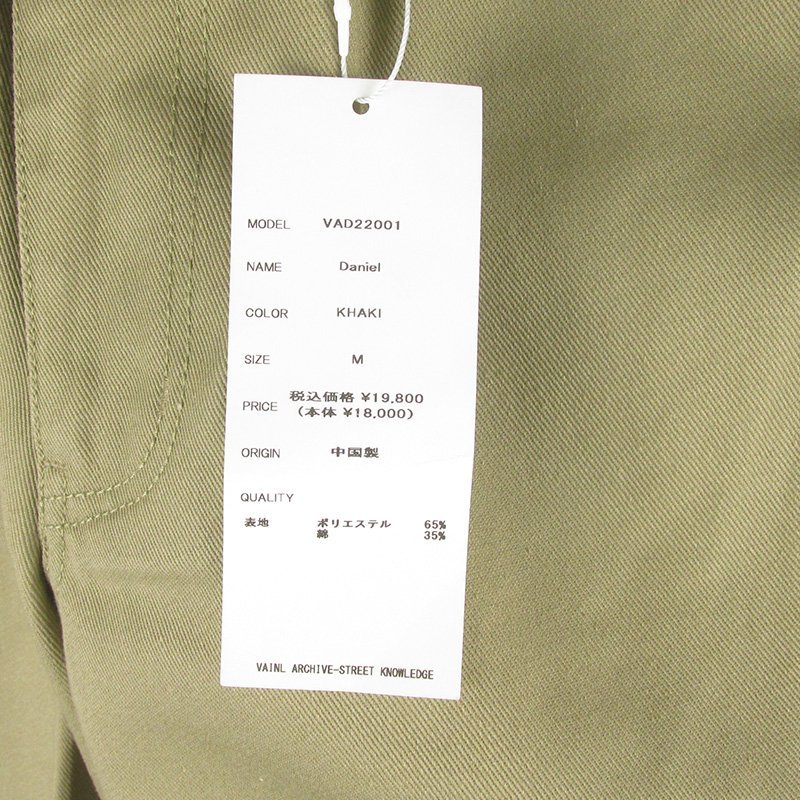 MODEL VAD22001
NAME Daniel
COLOR KHAKI
SIZE M
PRICE 税込価格 ¥19,800
(本体 ¥18,000)
ORIGIN 中国製
QUALITY
表地 ポリエステル 65%
綿 35%
VAINL ARCHIVE-STREET KNOWLEDGE